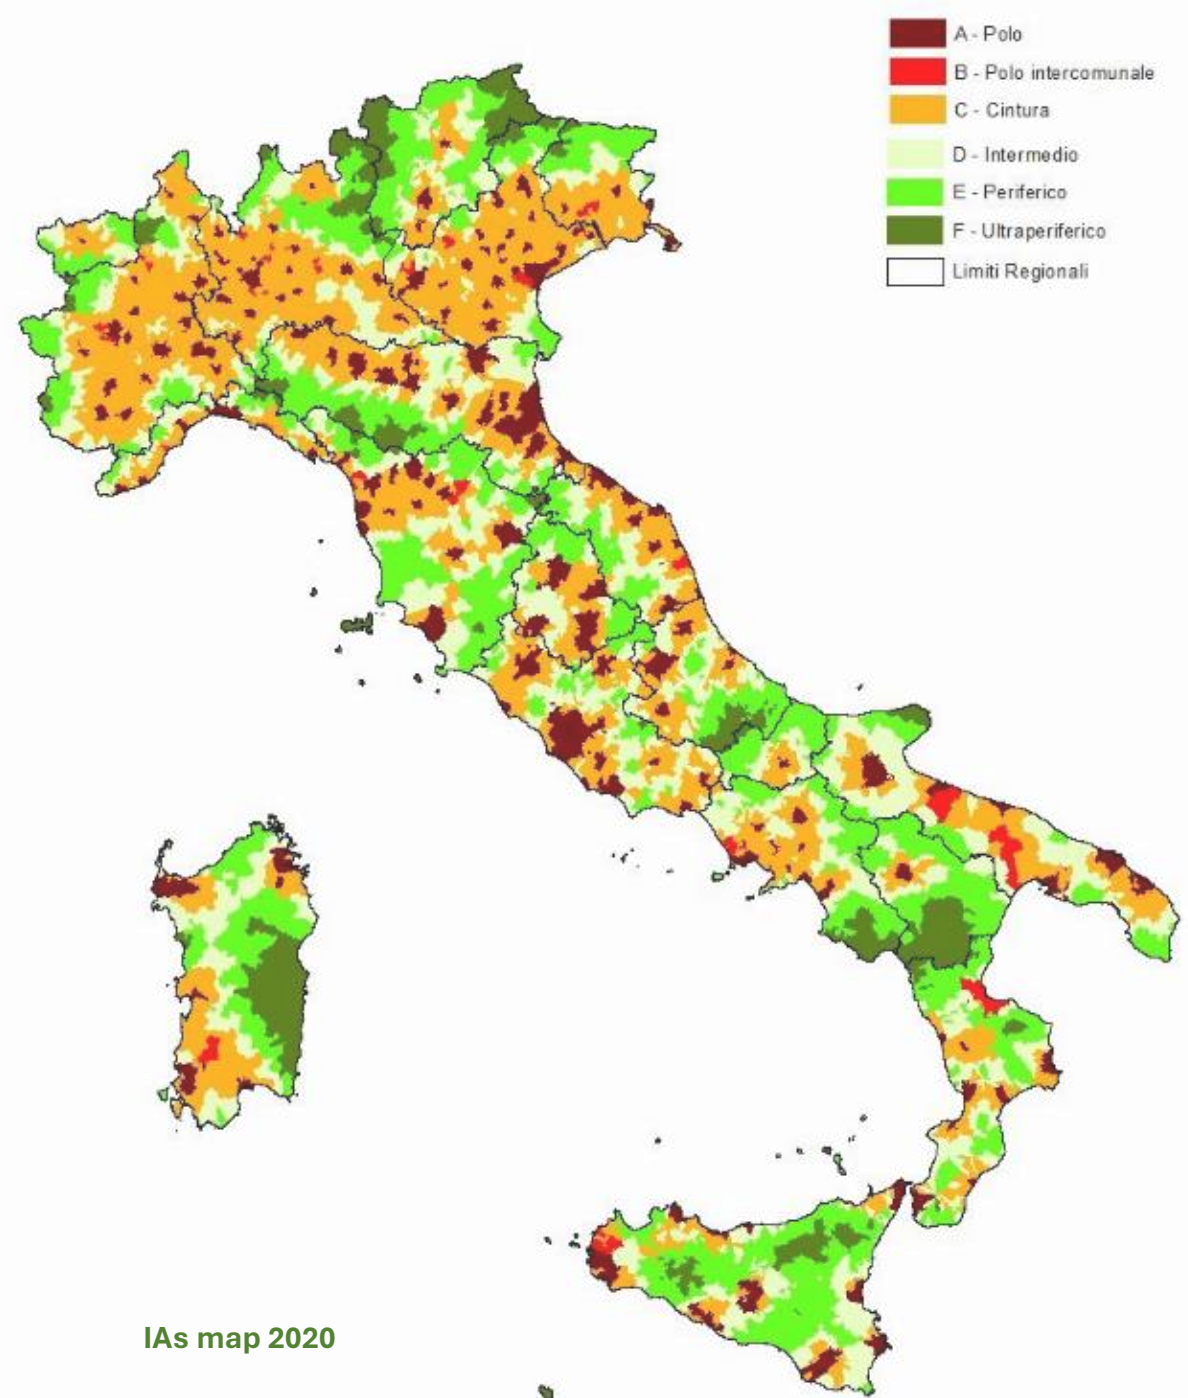 A - Polo
B - Polo intercomunale
C - Cintura
D - Intermedio
E - Periferico
F - Ultraperiferico
Limiti Regionali
IAs map 2020